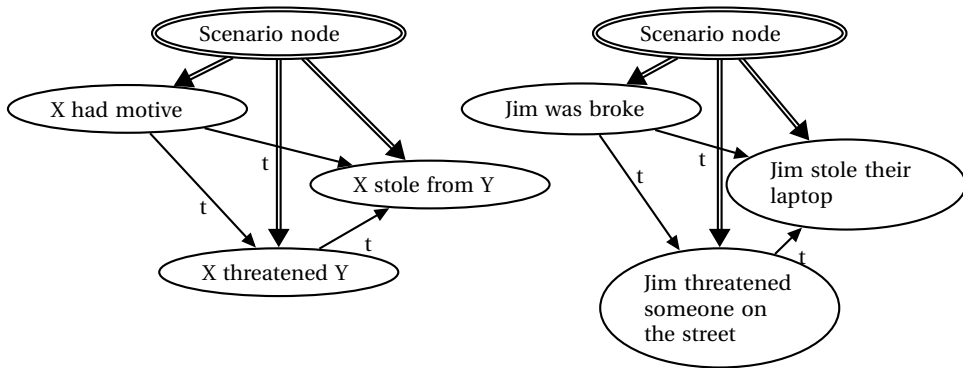 Scenario node
X had motive
t
X stole from Y
t
t
X threatened Y
Scenario node
Jim was broke
t
Jim stole their
laptop
t
t
Jim threatened
someone on
the street